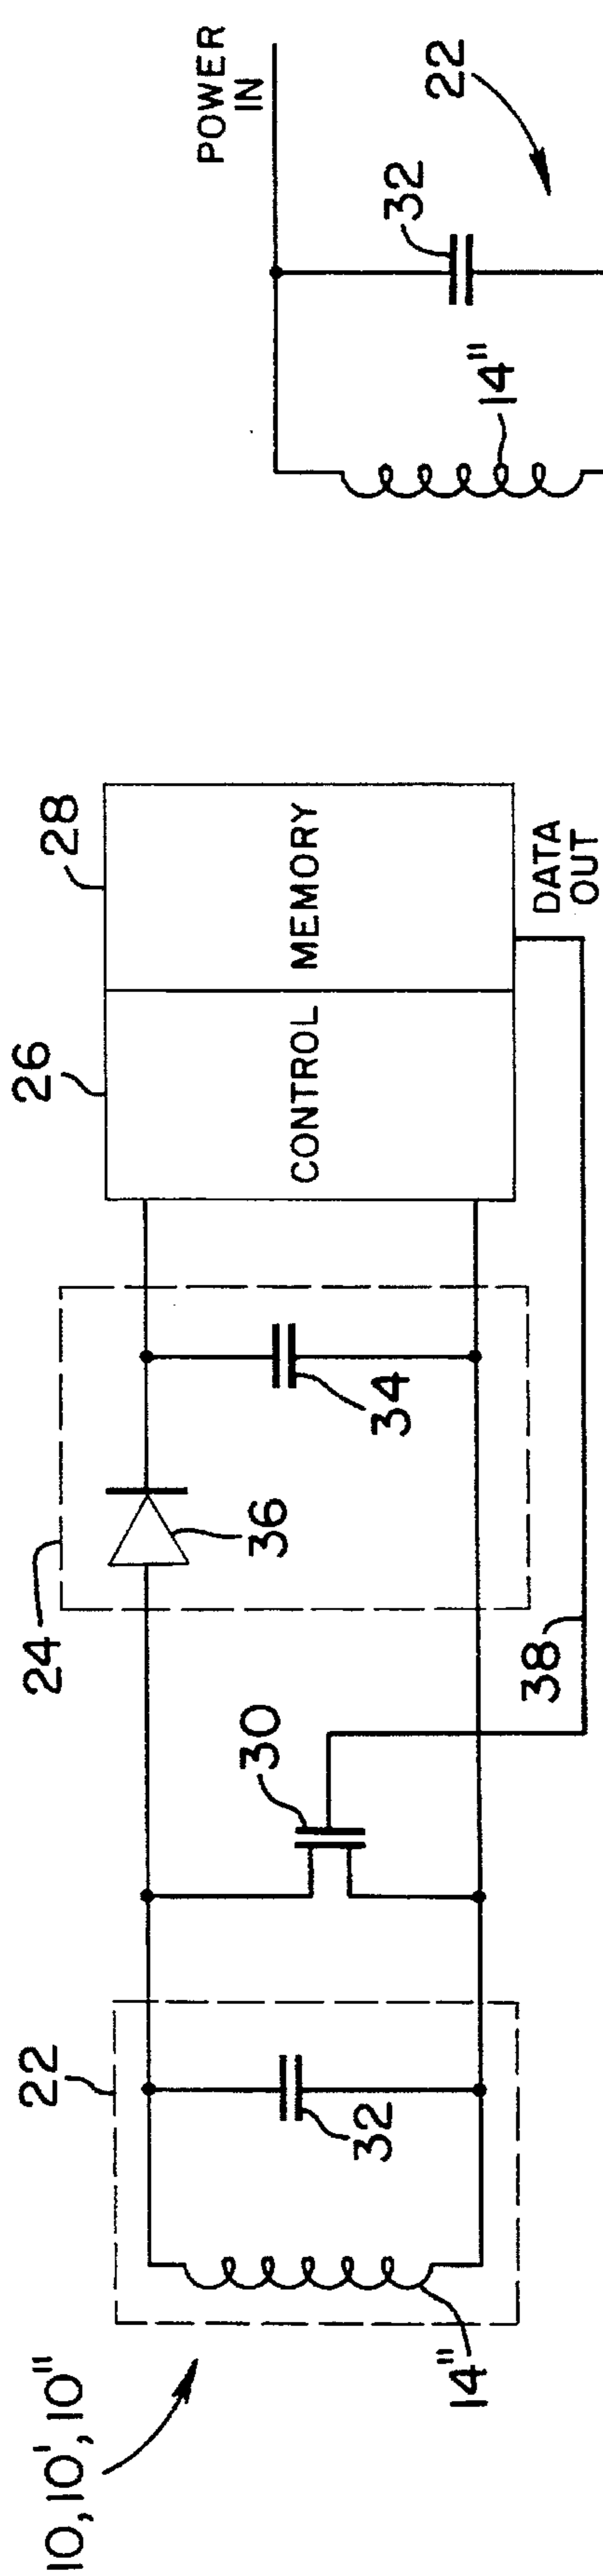 10, 10', 10"
22
32
14"
30
24
36
34
26
CONTROL
28
MEMORY
DATA
OUT
38
POWER
IN
32
14"
22